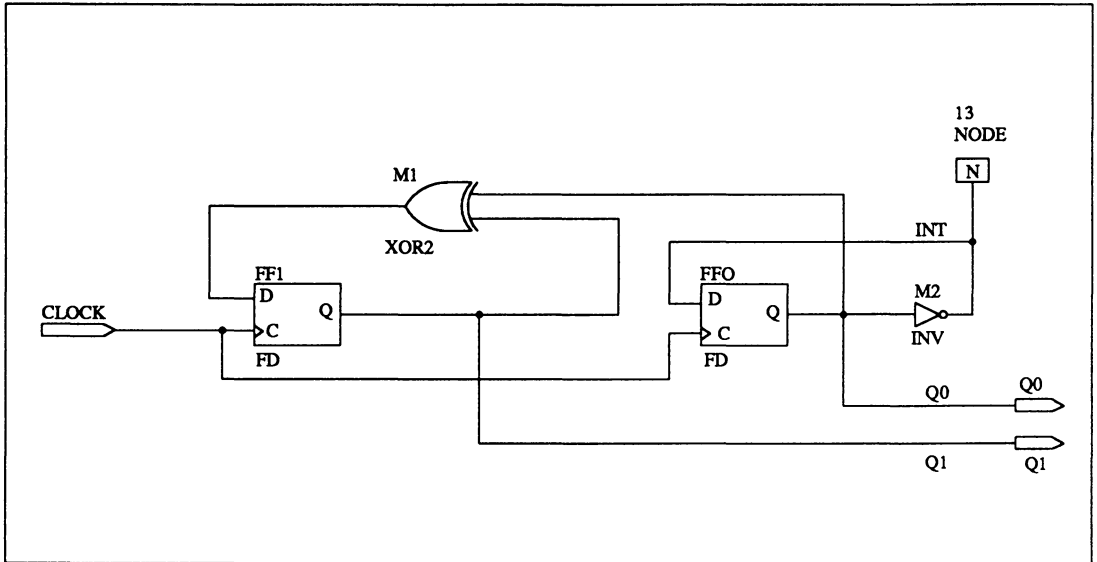 13
NODE
N
M1
INT
XOR2
FF1
FFO
D
Q
D
Q
M2
CLOCK
C
C
INV
FD
FD
Q0
Q0
Q1
Q1